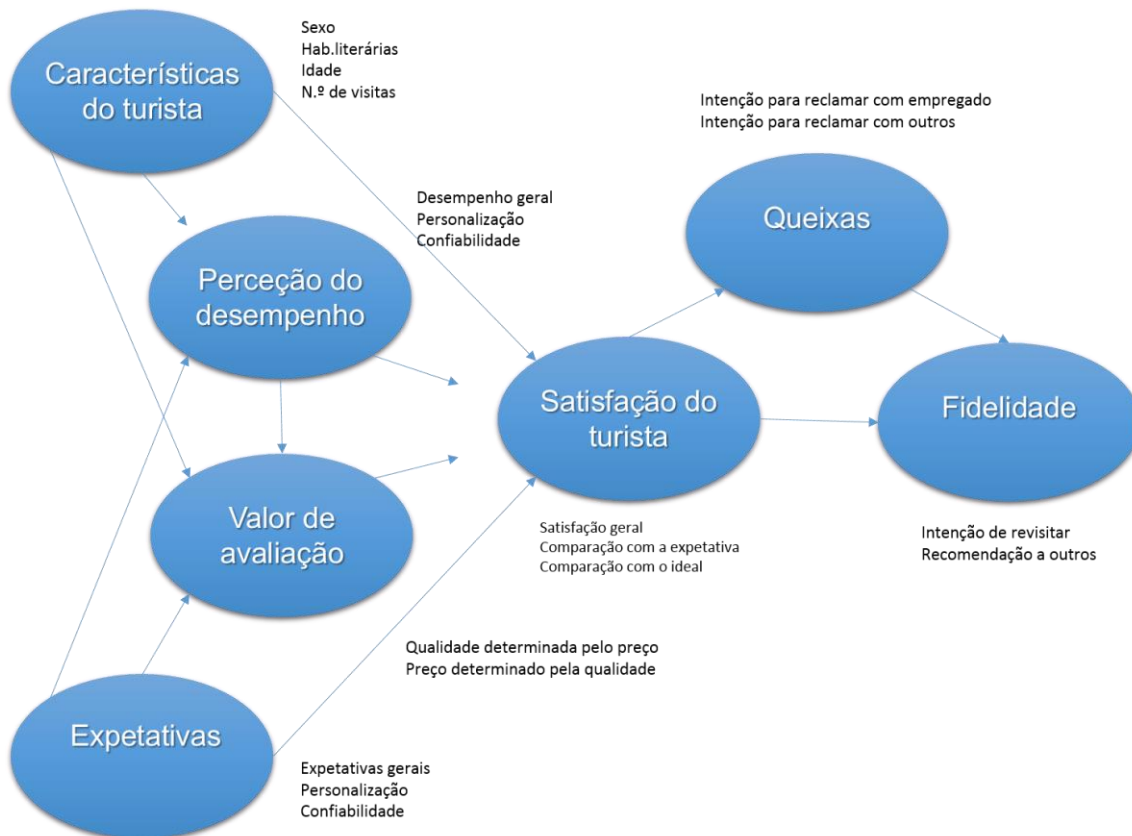 Sexo
Hab.literárias
Idade
N.º de visitas
Características
do turista
Intenção para reclamar com empregado
Intenção para reclamar com outros
Desempenho geral
Personalização
Confiabilidade
Queixas
Perceção do
desempenho
Satisfação do
turista
Fidelidade
Valor de
avaliação
Satisfação geral
Comparação com a expetativa
Comparação com o ideal
Intenção de revisitar
Recomendação a outros
Qualidade determinada pelo preço
Preço determinado pela qualidade
Expetativas
Expetativas gerais
Personalização
Confiabilidade